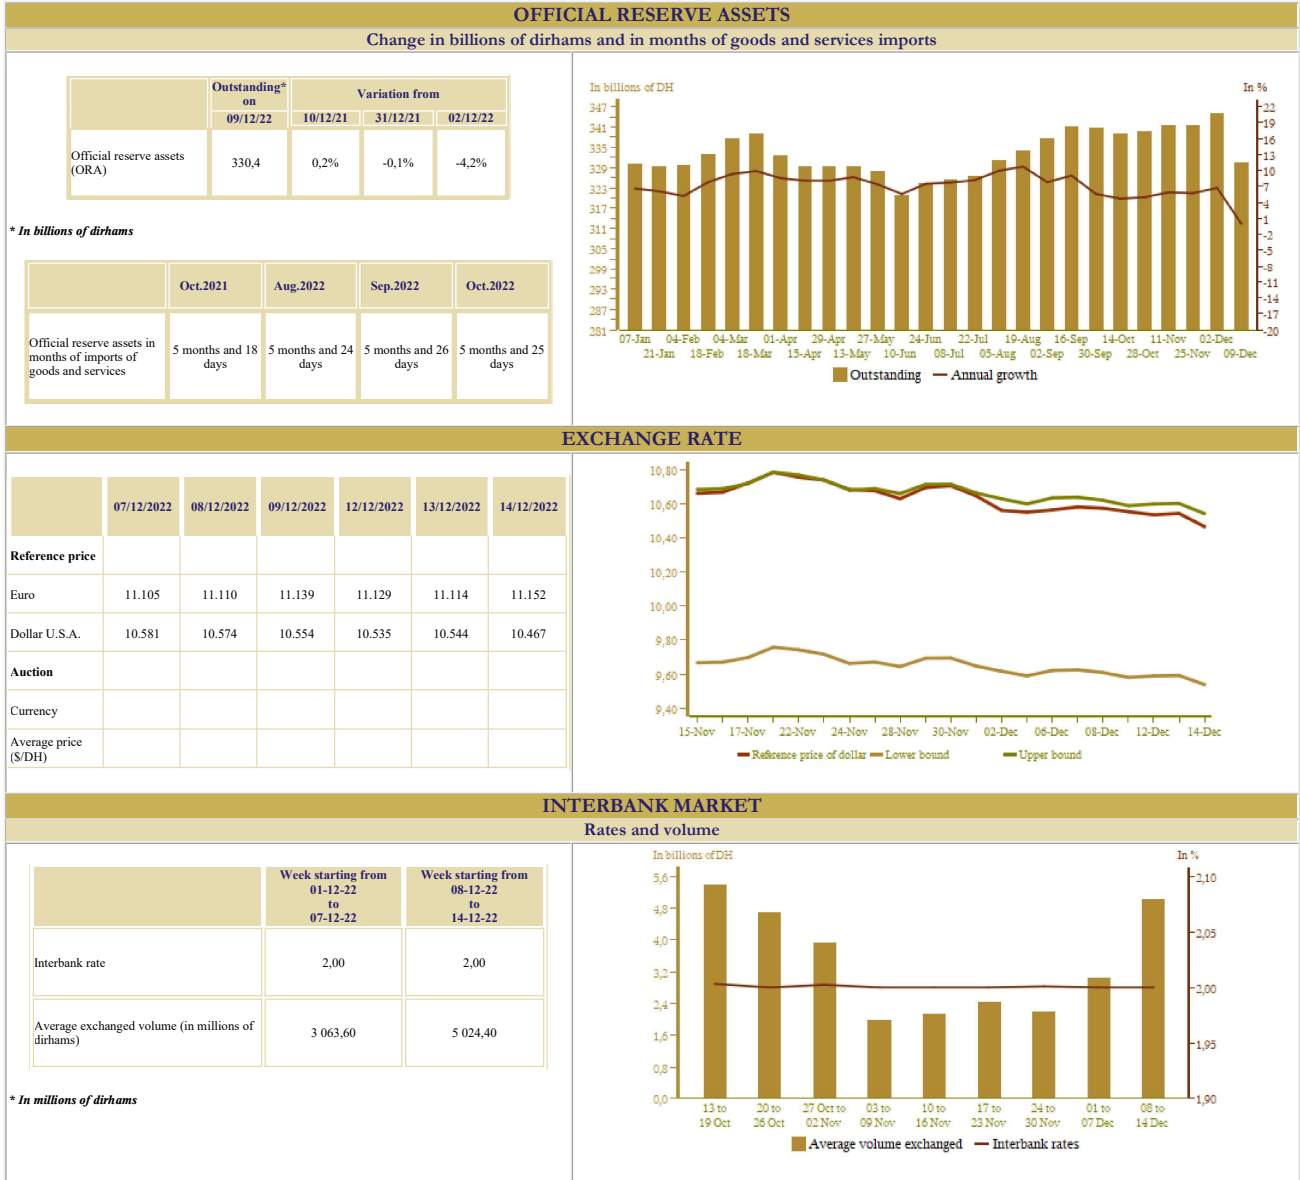 OFFICIAL RESERVE ASSETS
Change in billions of dirhams and in months of goods and services imports
Outstanding*
on
Variation from
09/12/22 10/12/21 31/12/21 02/12/22
Official reserve assets
(ORA)
330,4 0,2% -0,1% -4,2%
* In billions of dirhams
Oct.2021 Aug.2022 Sep.2022 Oct.2022
Official reserve assets in
months of imports of
goods and services
5 months and 18
days
5 months and 24
days
5 months and 26
days
5 months and 25
days
In billions of DH
In %
347
341
335
329
323
317
311
305
299
293
287
281
22
19
16
13
10
7
4
1
-2
-5
-8
-11
-14
-17
-20
07-Jan 04-Feb 04-Mar 01-Apr 29-Apr 27-May 24-Jun 22-Jul 19-Aug 16-Sep 14-Oct 11-Nov 02-Dec
21-Jan 18-Feb 18-Mar 15-Apr 13-May 10-Jun 08-Jul 05-Aug 02-Sep 30-Sep 28-Oct 25-Nov 09-Dec
Outstanding Annual growth
EXCHANGE RATE
07/12/2022 08/12/2022 09/12/2022 12/12/2022 13/12/2022 14/12/2022
Reference price
Euro 11.105 11.110 11.139 11.129 11.114 11.152
Dollar U.S.A. 10.581 10.574 10.554 10.535 10.544 10.467
Auction
Currency
Average price
($/DH)
10,80
10,60
10,40
10,20
10,00
9,80
9,60
9,40
15-Nov 17-Nov 22-Nov 24-Nov 28-Nov 30-Nov 02-Dec 06-Dec 08-Dec 12-Dec 14-Dec
Reference price of dollar Lower bound Upper bound
INTERBANK MARKET
Rates and volume
Week starting from
01-12-22
to
07-12-22
Week starting from
08-12-22
to
14-12-22
Interbank rate 2,00 2,00
Average exchanged volume (in millions of
dirhams)
3 063,60 5 024,40
* In millions of dirhams
In billions of DH
In %
5,6
4,8
4,0
3,2
2,4
1,6
0,8
0,0
2,10
2,05
2,00
1,95
1,90
13 to 20 to 27 Oct to 03 to 10 to 17 to 24 to 01 to 08 to
19 Oct 26 Oct 02 Nov 09 Nov 16 Nov 23 Nov 30 Nov 07 Dec 14 Dec
Average volume exchanged Interbank rates